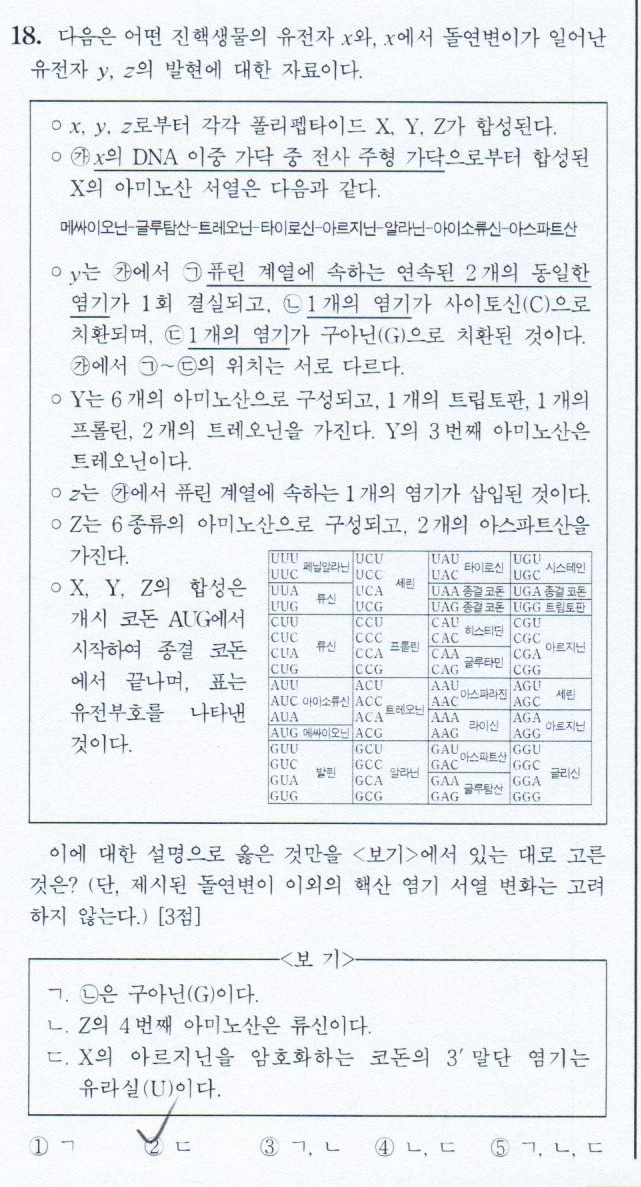 18. 다음은 어떤 진핵생물의 유전자 x와, x에서 돌연변이가 일어난
유전자 y, z의 발현에 대한 자료이다.
○ x, y, z로부터 각각 폴리펩타이드 X, Y, Z가 합성된다.
○ ㉮x의 DNA 이중 가닥 중 전사 주형 가닥으로부터 합성된
X의 아미노산 서열은 다음과 같다.
메싸이오닌-글루탐산-트레오닌-타이로신-아르지닌-알라닌-아이소류신-아스파트산
○ y는 ㉮에서 ㉠퓨린 계열에 속하는 연속된 2개의 동일한
염기가 1회 결실되고, ㉡1개의 염기가 사이토신(C)으로
치환되며, ㉢1개의 염기가 구아닌(G)으로 치환된 것이다.
㉮에서 ㉠~㉢의 위치는 서로 다르다.
○ Y는 6개의 아미노산으로 구성되고, 1개의 트립토판, 1개의
프롤린, 2개의 트레오닌을 가진다. Y의 3번째 아미노산은
트레오닌이다.
○ z는 ㉮에서 퓨린 계열에 속하는 1개의 염기가 삽입된 것이다.
○ Z는 6종류의 아미노산으로 구성되고, 2개의 아스파트산을
가진다.
○ X, Y, Z의 합성은
개시 코돈 AUG에서
시작하여 종결 코돈
에서 끝나며, 표는
유전부호를 나타낸
것이다.
UUU 페닐알라닌 UCU 세린 UAU 타이로신 UGU 시스테인
UUC UCC UAC UGC
UUA 류신 UCA UAA 종결 코돈 UGA 종결 코돈
UUG UCG UAG 종결 코돈 UGG 트립토판
CUU 류신 CCU 프롤린 CAU 히스티딘 CGU 아르지닌
CUC CCC CAC CGC
CUA CCA CAA 글루타민 CGA
CUG CCG CAG CGG
AUU 아이소류신 ACU 트레오닌 AAU 아스파라진 AGU 세린
AUC ACC AAC AGC
AUA ACA AAA 라이신 AGA 아르지닌
AUG 메싸이오닌 ACG AAG AGG
GUU 발린 GCU 알라닌 GAU 아스파트산 GGU 글리신
GUC GCC GAC GGC
GUA GCA GAA 글루탐산 GGA
GUG GCG GAG GGG
이에 대한 설명으로 옳은 것만을 <보기>에서 있는 대로 고른
것은? (단, 제시된 돌연변이 이외의 핵산 염기 서열 변화는 고려
하지 않는다.) [3점]
<보 기>
ㄱ. ㉡은 구아닌(G)이다.
ㄴ. Z의 4번째 아미노산은 류신이다.
ㄷ. X의 아르지닌을 암호화하는 코돈의 3′ 말단 염기는
유라실(U)이다.
① ㄱ ② ㄷ ③ ㄱ, ㄴ ④ ㄴ, ㄷ ⑤ ㄱ, ㄴ, ㄷ